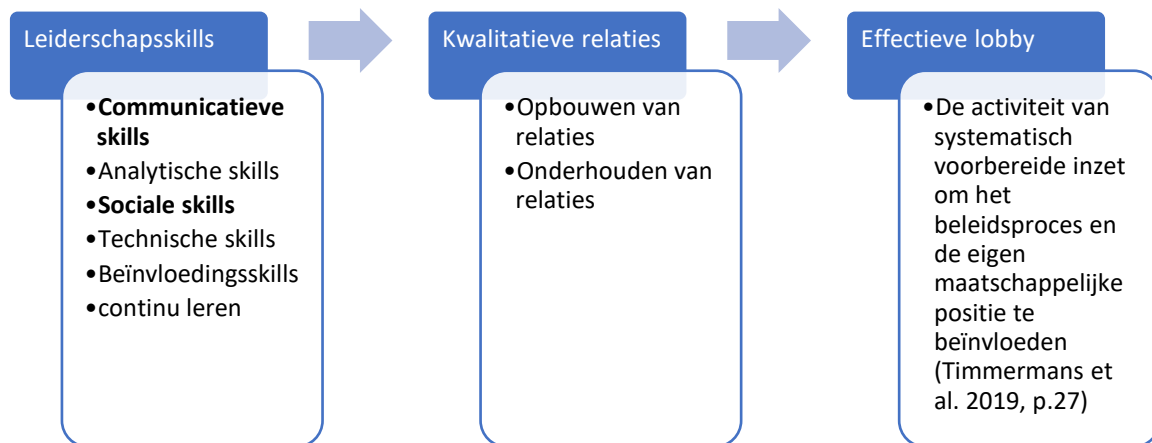 Leiderschapsskills
•Communicatieve
skills
•Analytische skills
•Sociale skills
•Technische skills
•Beïnvloedingsskills
•continu leren
Kwalitatieve relaties
•Opbouwen van
relaties
•Onderhouden van
relaties
Effectieve lobby
•De activiteit van
systematisch
voorbereide inzet
om het
beleidsproces en
de eigen
maatschappelijke
positie te
beïnvloeden
(Timmermans et
al. 2019, p.27)